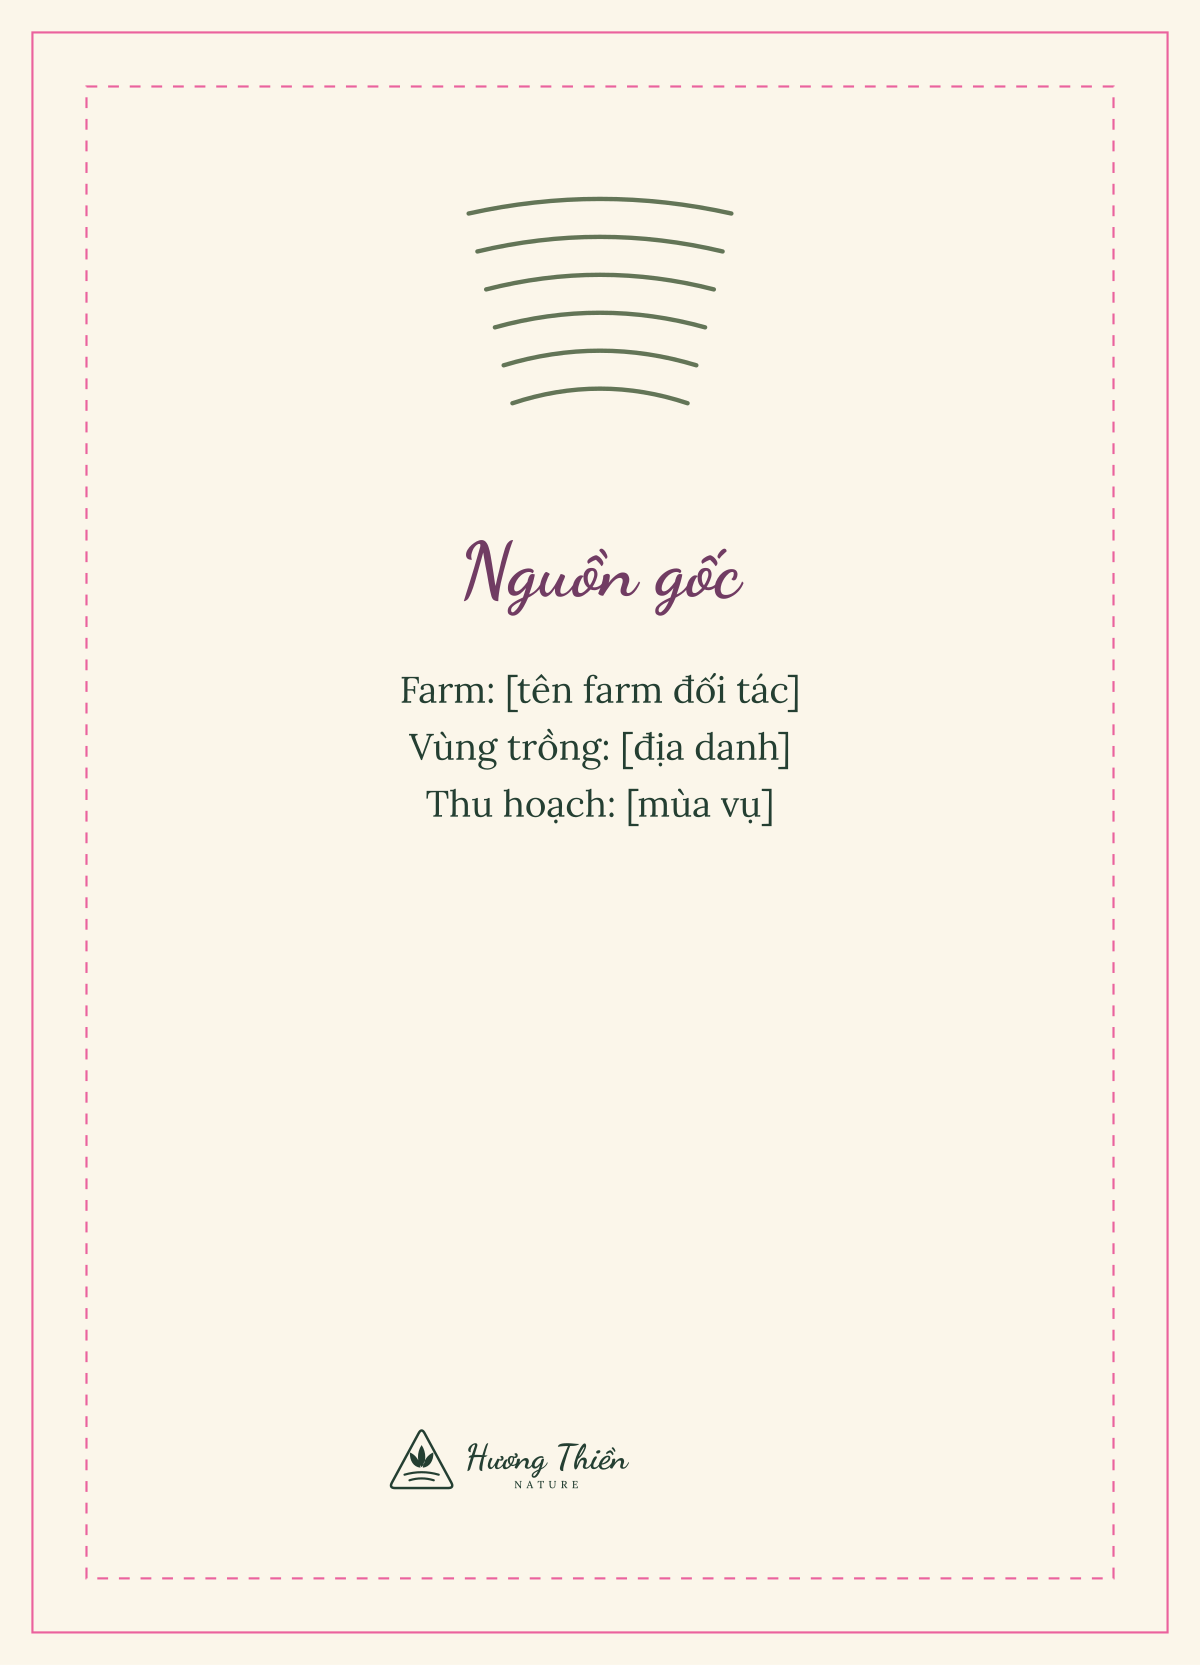 Nguồn gốc
Farm: [tên farm đối tác]
Vùng trồng: [địa danh]
Thu hoạch: [mùa vụ]
Hương Thiền
NATURE